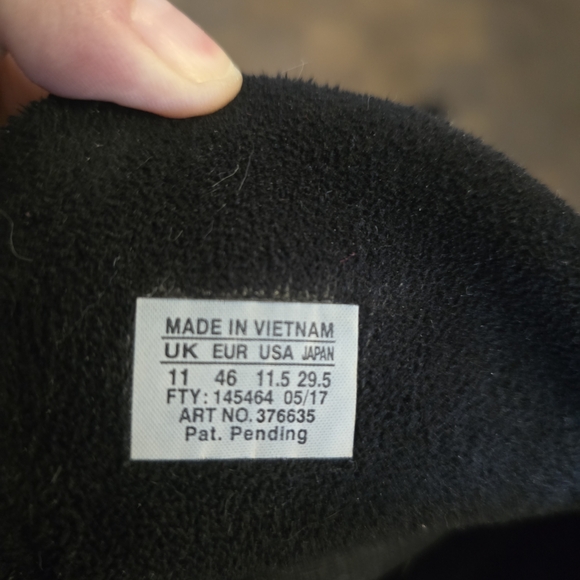 MADE IN VIETNAM
UK EUR USA JAPAN
11 46 11.5 29.5
FTY: 145464 05/17
ART NO. 376635
Pat. Pending